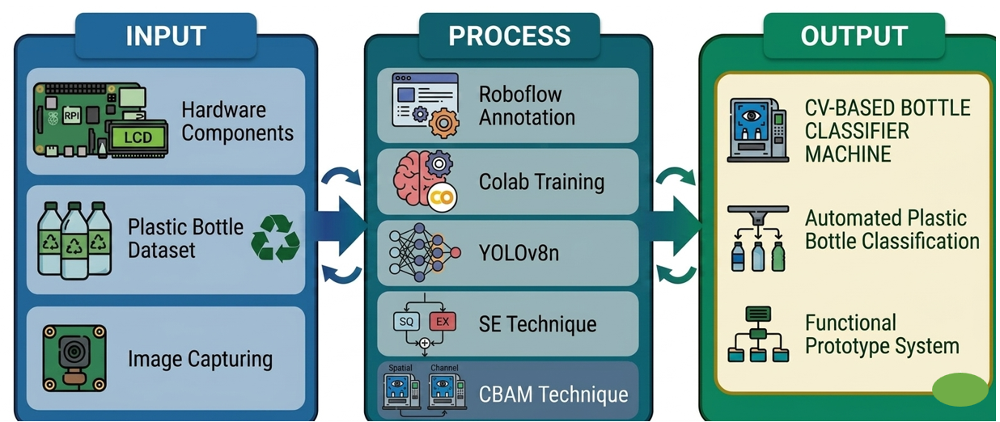 INPUT
RPI
LCD
Hardware
Components
Plastic Bottle
Dataset
Image Capturing
PROCESS
Roboflow
Annotation
CO
Colab Training
YOLOv8n
SQ
EX
SE Technique
Spatial
Channel
CBAM Technique
OUTPUT
CV-BASED BOTTLE
CLASSIFIER
MACHINE
Automated Plastic
Bottle Classification
Functional
Prototype System